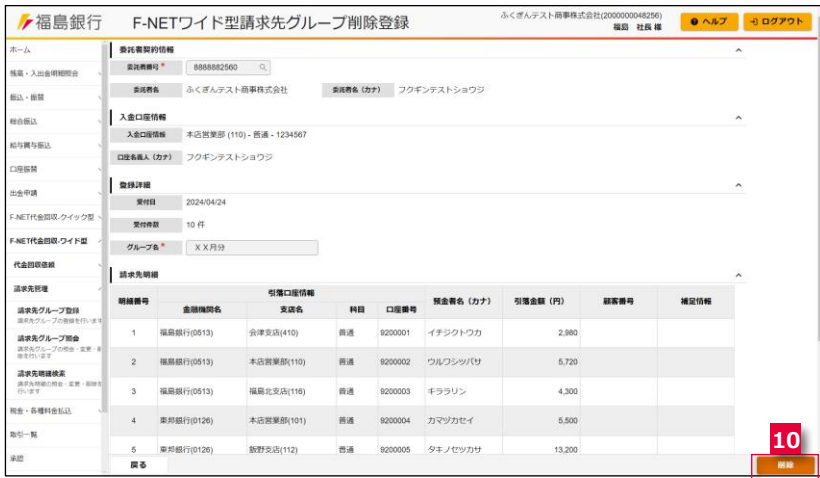 福島銀行
F-NETワイド型請求先グループ削除登録
ふくぎんテスト商事株式会社(2000000048256)
福島 社長 様
ヘルプ
ログアウト
ホーム
残高・入出金明細照会
振込・振替
総合振込
給与賞与振込
口座振替
出金申請
F-NET代金回収-クイック型
F-NET代金回収-ワイド型
代金回収依頼
請求先管理
請求先グループ登録
請求先グループの登録を行います
請求先グループ照会
請求先グループの照会・変更・削
除を行います
請求先明細検索
請求先明細の照会・変更・削除を
行います
税金・各種料金払込
取引一覧
承認
委託者契約情報
委託者番号* 8888882560
委託者名 ふくぎんテスト商事株式会社 委託者名(カナ) フクギンテストショウジ
入金口座情報
入金口座情報 本店営業部 (110) - 普通 - 1234567
口座名義人(カナ) フクギンテストショウジ
登録詳細
受付日 2024/04/24
受付件数 10 件
グループ名* XX月分
請求先明細
明細番号 引落口座情報 預金者名(カナ) 引落金額(円) 顧客番号 補足情報
金融機関名 支店名 科目 口座番号
1 福島銀行(0513) 会津支店(410) 普通 9200001 イチジクトワカ 2,980
2 福島銀行(0513) 本店営業部(110) 普通 9200002 ウルワシツバサ 5,720
3 福島銀行(0513) 福島北支店(116) 普通 9200003 キララリン 4,300
4 東邦銀行(0126) 本店営業部(101) 普通 9200004 カマヅカセイ 5,500
5 東邦銀行(0126) 飯野支店(112) 普通 9200005 タキノセツカサ 13,200
戻る
10
削除